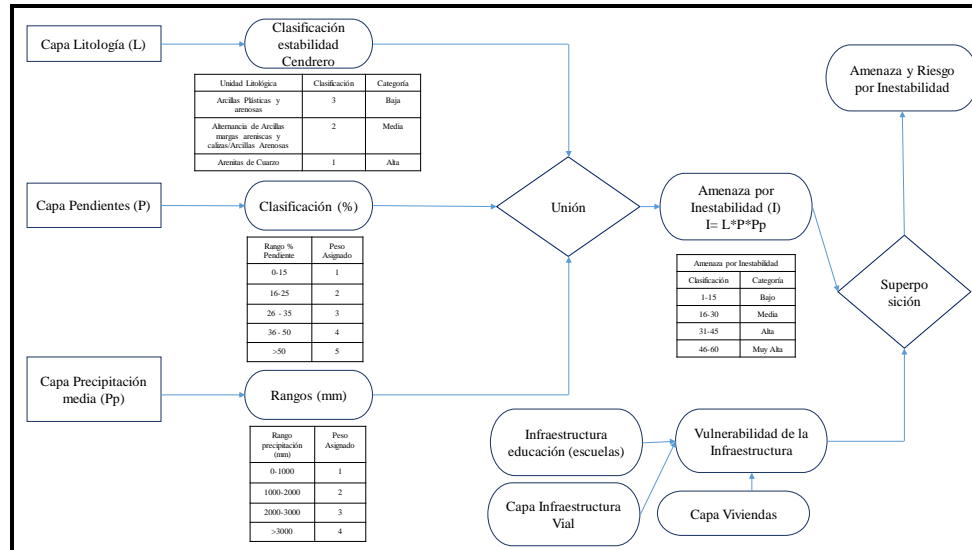 Capa Litología (L)
Clasificación
estabilidad
Cendrero
Unidad Litológica Clasificación Categoría
Arcillas Plásticas y
arenosas
3 Baja
Alternancia de Arcillas
margas areniscas y
calizas/Arcillas Arenosas
2 Media
Arenitas de Cuarzo 1 Alta
Amenaza y Riesgo
por Inestabilidad
Capa Pendientes (P)
Clasificación (%)
Unión
Amenaza por
Inestabilidad (I)
I= L*P*Pp
Rango %
Pendiente
Peso
Asignado
0-15 1
16-25 2
26 - 35 3
36 - 50 4
>50 5
Amenaza por Inestabilidad
Clasificación Categoría
1-15 Bajo
16-30 Media
31-45 Alta
46-60 Muy Alta
Superpo
sición
Capa Precipitación
media (Pp)
Rangos (mm)
Rango
precipitación
(mm)
Peso
Asignado
0-1000 1
1000-2000 2
2000-3000 3
>3000 4
Infraestructura
educación (escuelas)
Vulnerabilidad de la
Infraestructura
Capa Infraestructura
Vial
Capa Viviendas